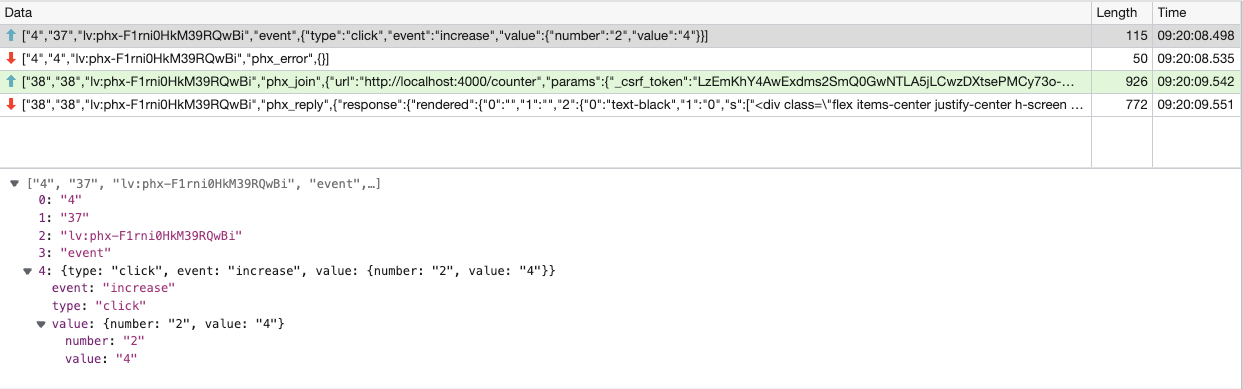 Data Length Time
["4","37","lv:phx-F1rni0HkM39RQwBi","event",{"type":"click","event":"increase","value":{"number":"2","value":"4"}}] 115 09:20:08.498
["4","4","lv:phx-F1rni0HkM39RQwBi","phx_error",{}] 50 09:20:08.535
["38","38","lv:phx-F1rni0HkM39RQwBi","phx_join",{"url":"http://localhost:4000/counter","params":{"_csrf_token":"LzEmKhY4AwExdms2SmQ0GwNTLA5jLCwzDXtsePMCy73o-... 926 09:20:09.542
["38","38","lv:phx-F1rni0HkM39RQwBi","phx_reply",{"response":{"rendered":{"0":"","1":"","2":{"0":"text-black","1":"0","s":["<div class=\"flex items-center justify-center h-screen ... 772 09:20:09.551
["4", "37", "lv:phx-F1rni0HkM39RQwBi", "event",…]
0: "4"
1: "37"
2: "lv:phx-F1rni0HkM39RQwBi"
3: "event"
4: {type: "click", event: "increase", value: {number: "2", value: "4"}}
event: "increase"
type: "click"
value: {number: "2", value: "4"}
number: "2"
value: "4"